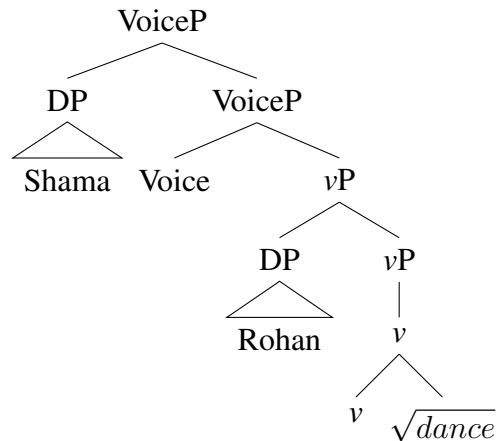 VoiceP
DP VoiceP
Shama Voice vP
DP vP
Rohan v
v √dance